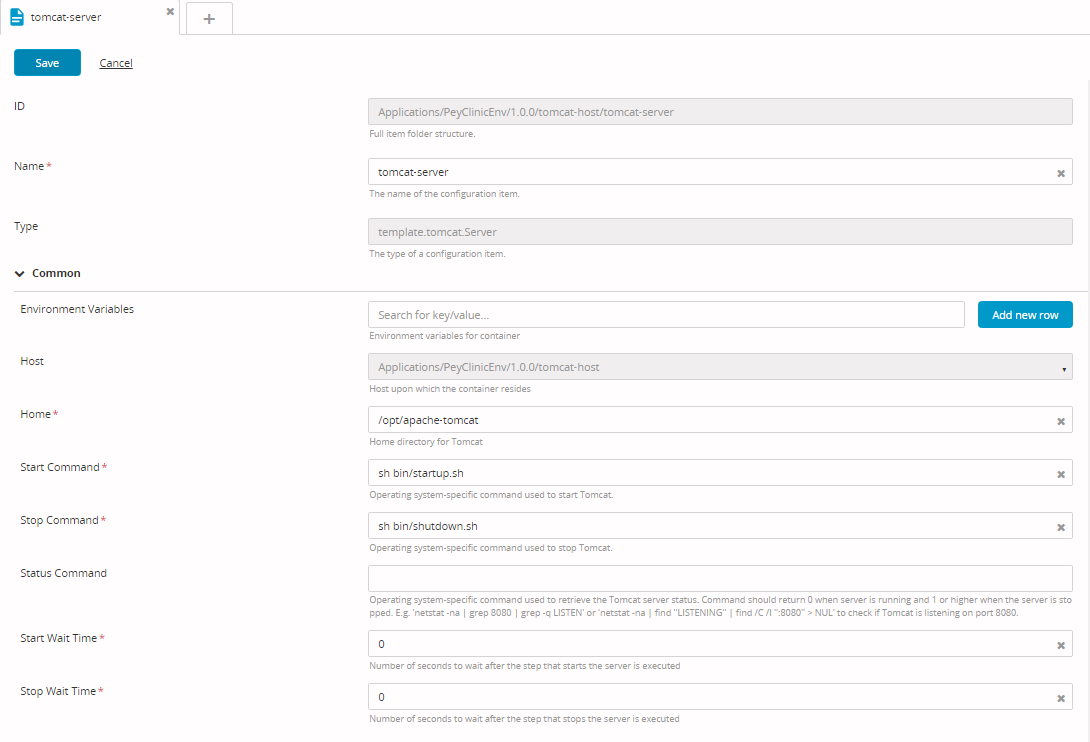 tomcat-server
Save
Cancel
ID
Applications/PeyClinicEnv/1.0.0/tomcat-host/tomcat-server
Full item folder structure.
Name *
tomcat-server
The name of the configuration item.
Type
template.tomcat.Server
The type of a configuration item.
Common
Environment Variables
Search for key/value...
Add new row
Environment variables for container
Host
Applications/PeyClinicEnv/1.0.0/tomcat-host
Host upon which the container resides
Home *
/opt/apache-tomcat
Home directory for Tomcat
Start Command *
sh bin/startup.sh
Operating system-specific command used to start Tomcat.
Stop Command *
sh bin/shutdown.sh
Operating system-specific command used to stop Tomcat.
Status Command
Operating system-specific command used to retrieve the Tomcat server status. Command should return 0 when server is running and 1 or higher when the server is sto
pped. E.g. 'netstat -na | grep 8080 | grep -q LISTEN' or 'netstat -na | find "LISTENING" | find /C /I ":8080" > NUL' to check if Tomcat is listening on port 8080.
Start Wait Time *
0
Number of seconds to wait after the step that starts the server is executed
Stop Wait Time *
0
Number of seconds to wait after the step that stops the server is executed